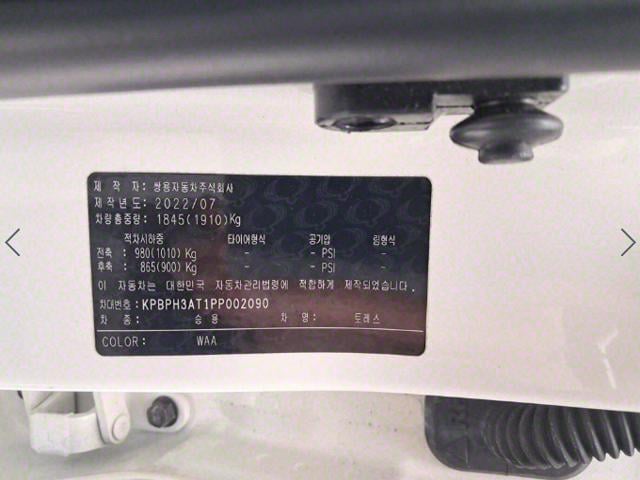 제 작 자: 쌍용자동차주식회사
제작년도: 2022/07
차량총중량: 1845(1910)Kg
적차시하중 타이어형식 공기압 림형식
전축 : 980(1010) Kg - - PSI - :
후축 : 865(900) Kg - - PSI - :
이 자동차는 대한민국 자동차관리법령에 적합하게 제작되었습니다.
차대번호: KPBPH3AT1PP002090
차 종: 승 용 차 명: 토레스
COLOR: WAA